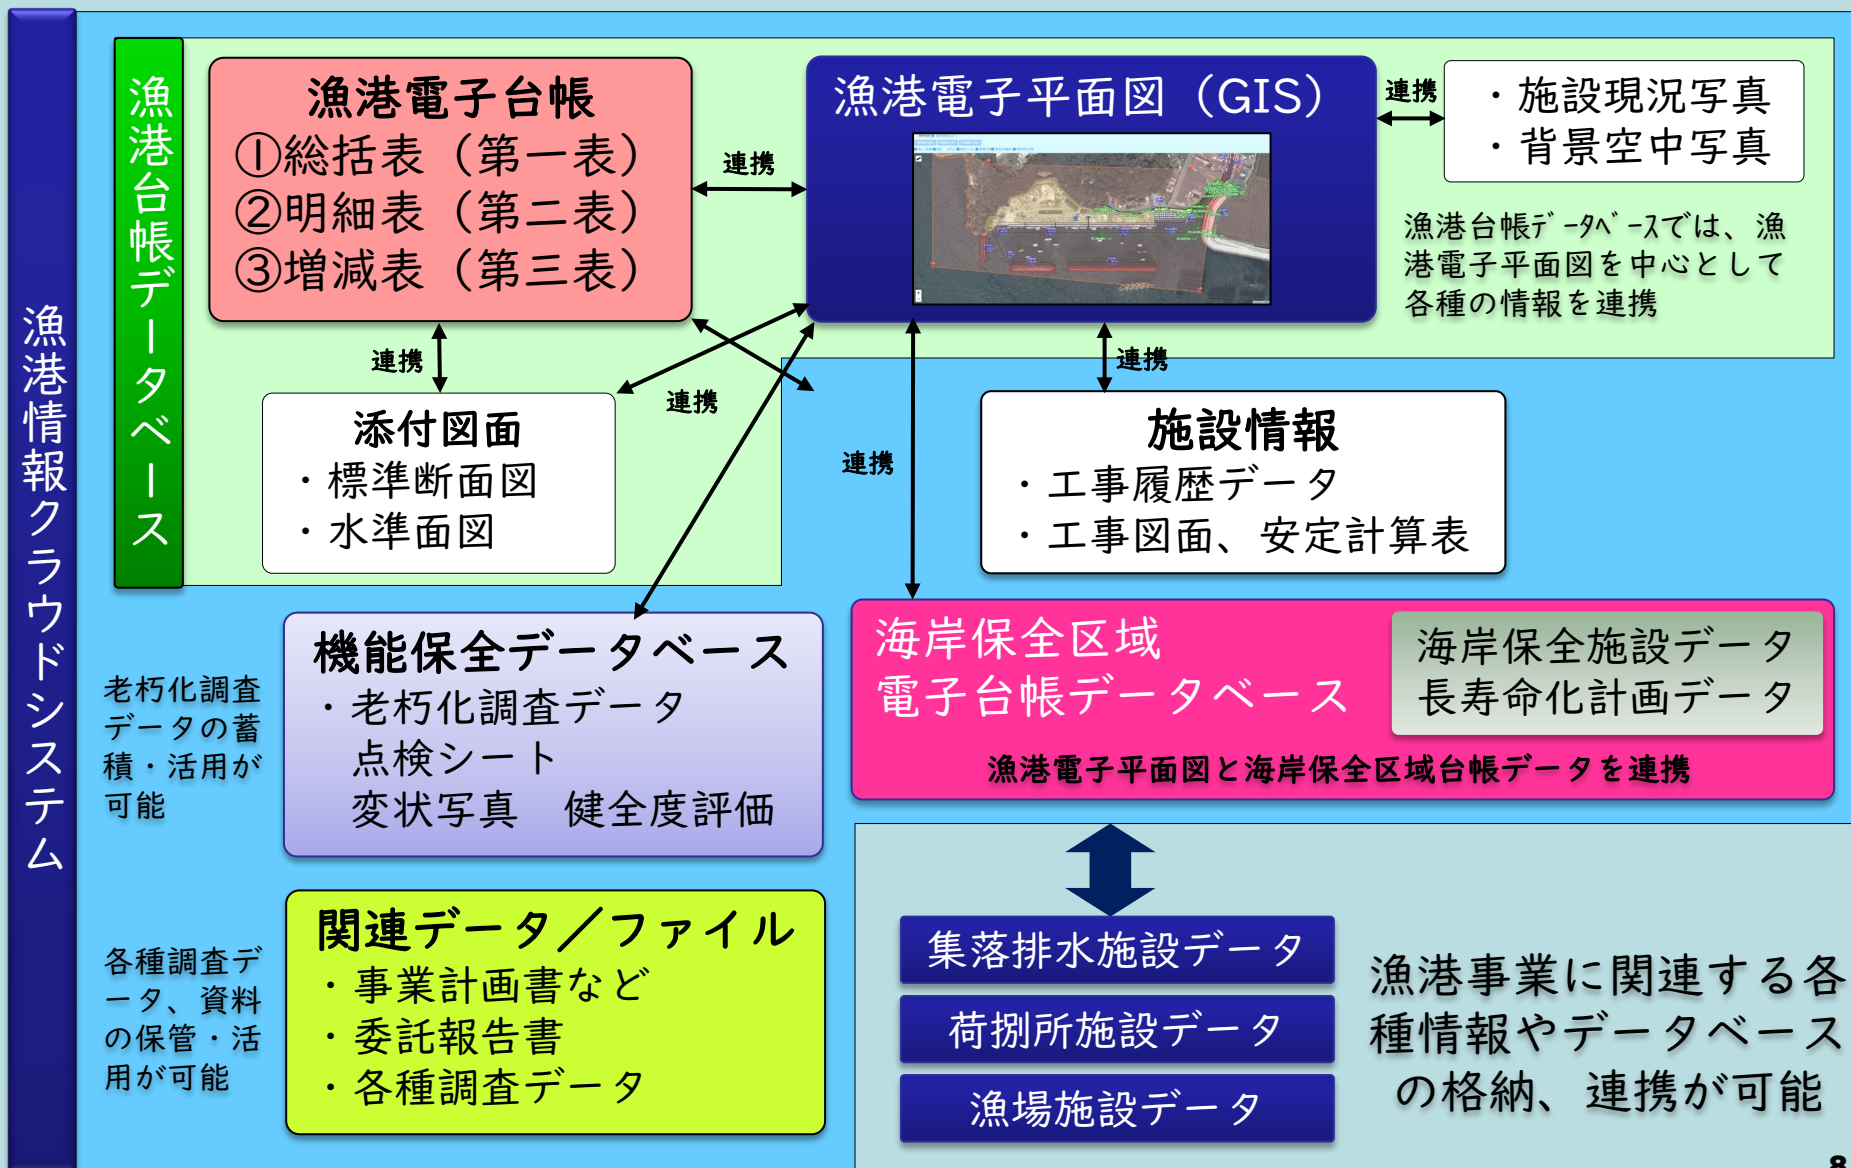 漁港情報クラウドシステム
漁港台帳データベース
漁港電子台帳
①総括表（第一表）
②明細表（第二表）
③増減表（第三表）
連携
漁港電子平面図（GIS）
連携
・施設現況写真
・背景空中写真
漁港台帳ﾃﾞｰﾀﾍﾞｰｽでは、漁
港電子平面図を中心として
各種の情報を連携
連携
連携
連携
連携
添付図面
・標準断面図
・水準面図
施設情報
・工事履歴データ
・工事図面、安定計算表
老朽化調査
データの蓄
積・活用が
可能
機能保全データベース
・老朽化調査データ
点検シート
変状写真　健全度評価
海岸保全区域
電子台帳データベース
海岸保全施設データ
長寿命化計画データ
漁港電子平面図と海岸保全区域台帳データを連携
各種調査デ
ータ、資料
の保管・活
用が可能
関連データ／ファイル
・事業計画書など
・委託報告書
・各種調査データ
集落排水施設データ
荷捌所施設データ
漁場施設データ
漁港事業に関連する各
種情報やデータベース
の格納、連携が可能
8